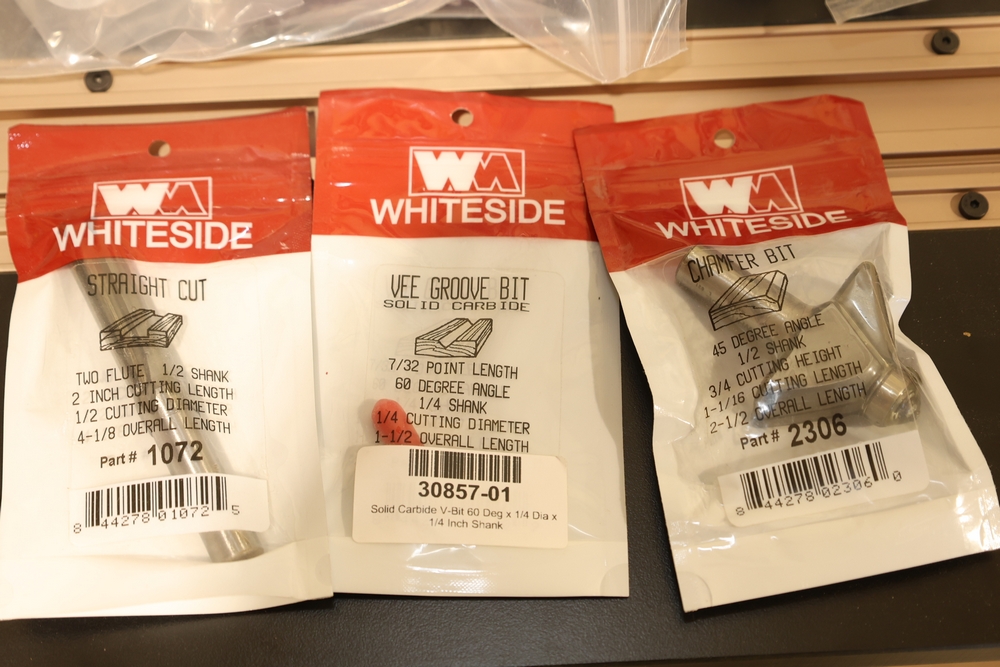 WM
WHITESIDE
STRAIGHT CUT
TWO FLUTE 1/2 SHANK
2 INCH CUTTING LENGTH
1/2 CUTTING DIAMETER
4-1/8 OVERALL LENGTH
Part# 1072
8 44278 01072 5
WM
WHITESIDE
VEE GROOVE BIT
SOLID CARBIDE
7/32 POINT LENGTH
60 DEGREE ANGLE
1/4 SHANK
1/4 CUTTING DIAMETER
1-1/2 OVERALL LENGTH
30857-01
Solid Carbide V-Bit 60 Deg x 1/4 Dia x
1/4 Inch Shank
WM
WHITESIDE
CHAMFER BIT
45 DEGREE ANGLE
1/2 SHANK
3/4 CUTTING HEIGHT
1-1/16 CUTTING LENGTH
2-1/2 OVERALL LENGTH
Part# 2306
8 44278 02306 0